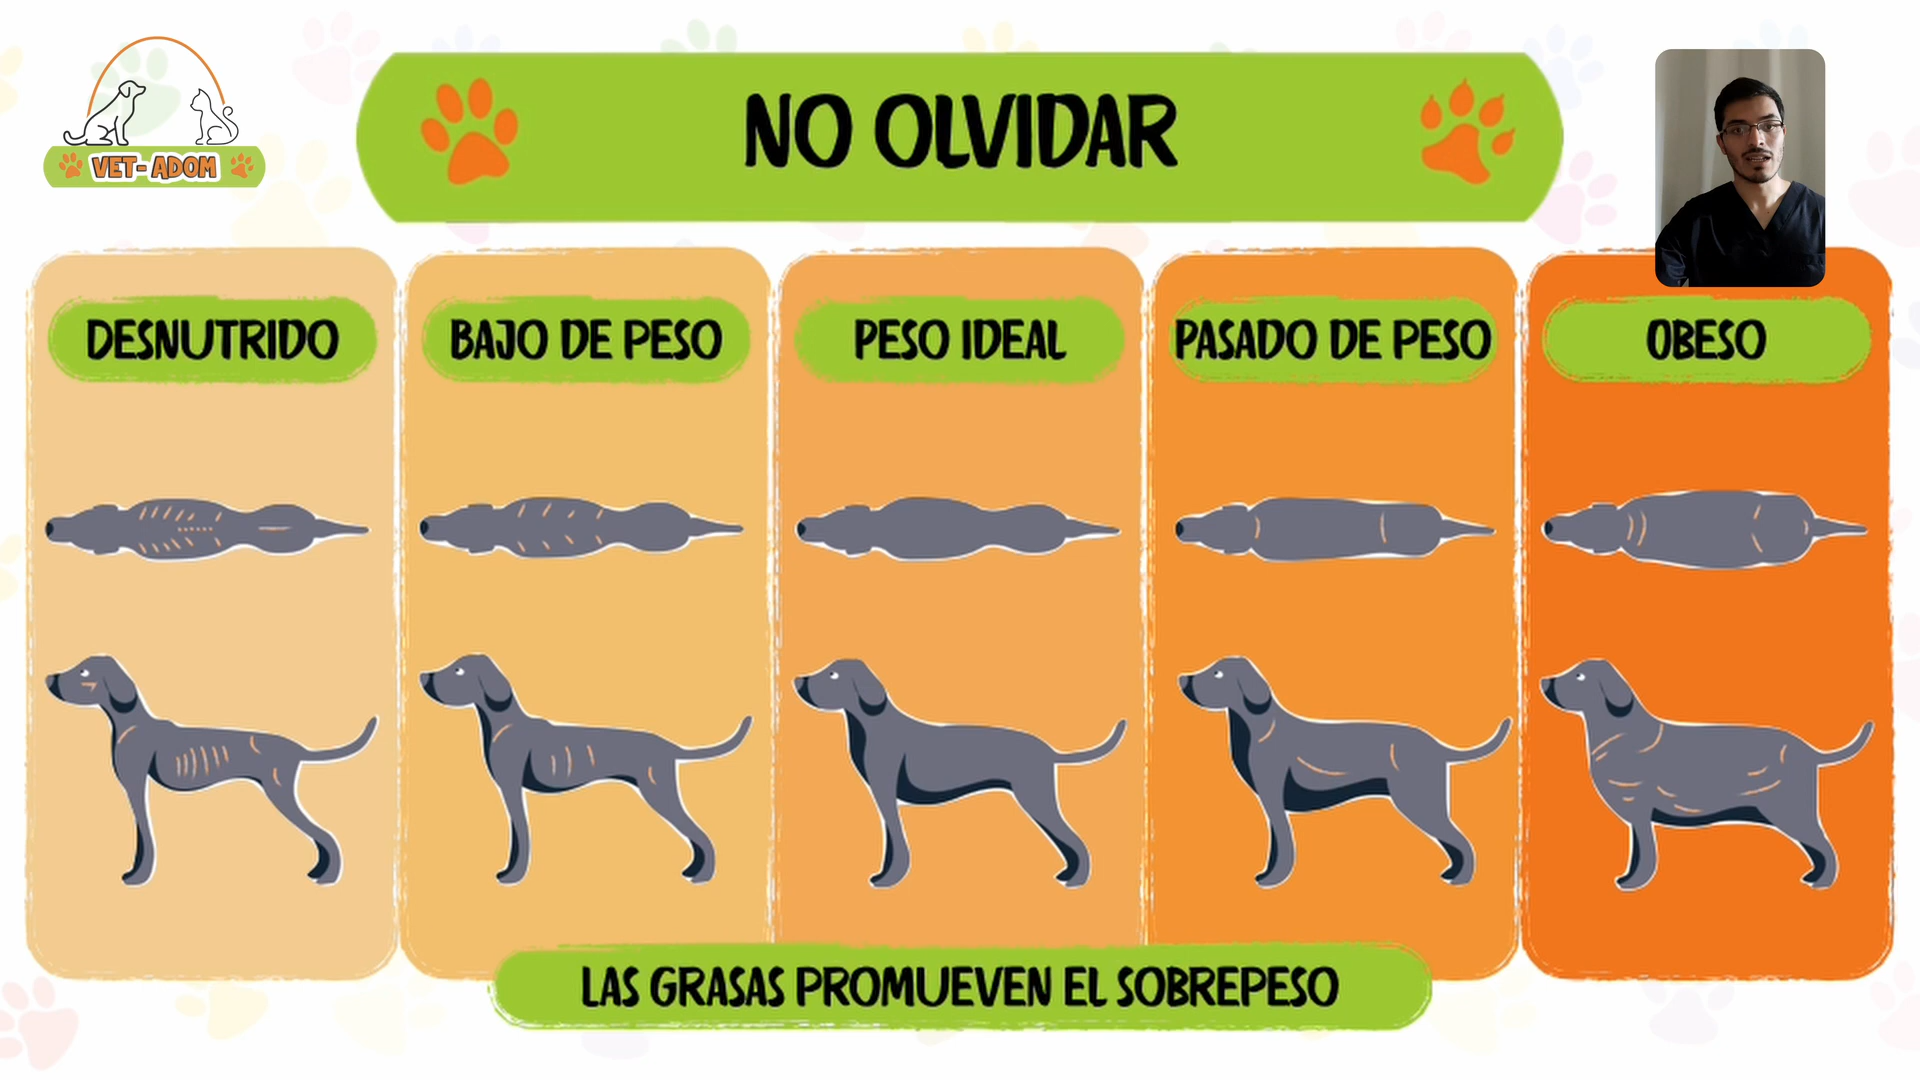 VET-ADOM
NO OLVIDAR
DESNUTRIDO
BAJO DE PESO
PESO IDEAL
PASADO DE PESO
OBESO
LAS GRASAS PROMUEVEN EL SOBREPESO